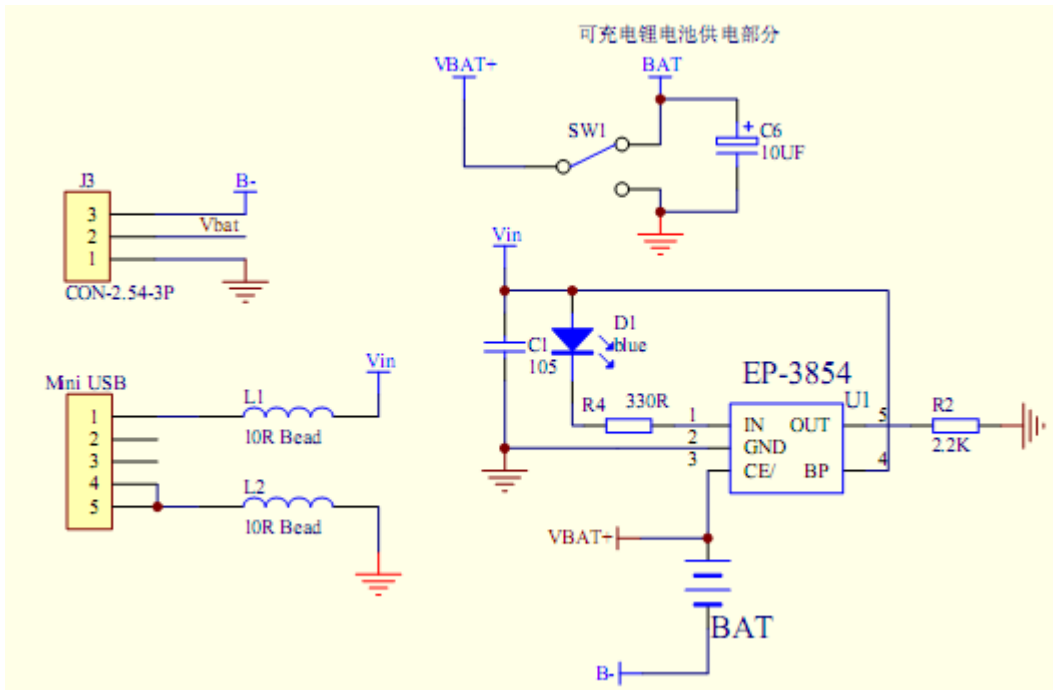 可充电锂电池供电部分
VBAT+
BAT
SW1
C6
10UF
J3
B-
3
Vbat
2
1
CON-2.54-3P
Vin
C1
105
D1
blue
EP-3854
U1
R4
330R
1
IN
OUT
5
R2
2.2K
2
GND
3
CE/
BP
4
Mini USB
Vin
1
L1
10R Bead
2
3
4
5
L2
10R Bead
VBAT+
BAT
B-